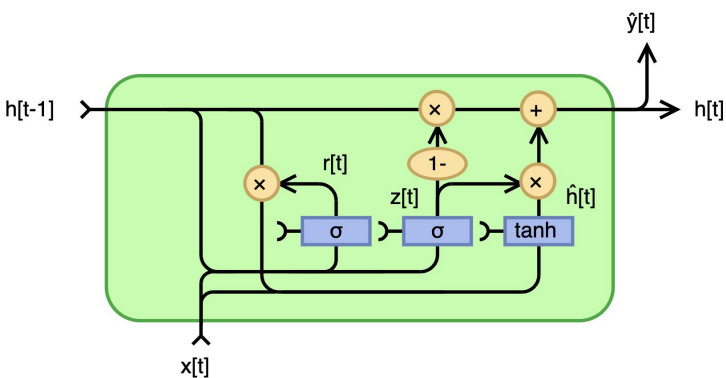 ŷ[t]
h[t-1]
×
+
h[t]
1-
r[t]
×
z[t]
×
ĥ[t]
σ
σ
tanh
x[t]